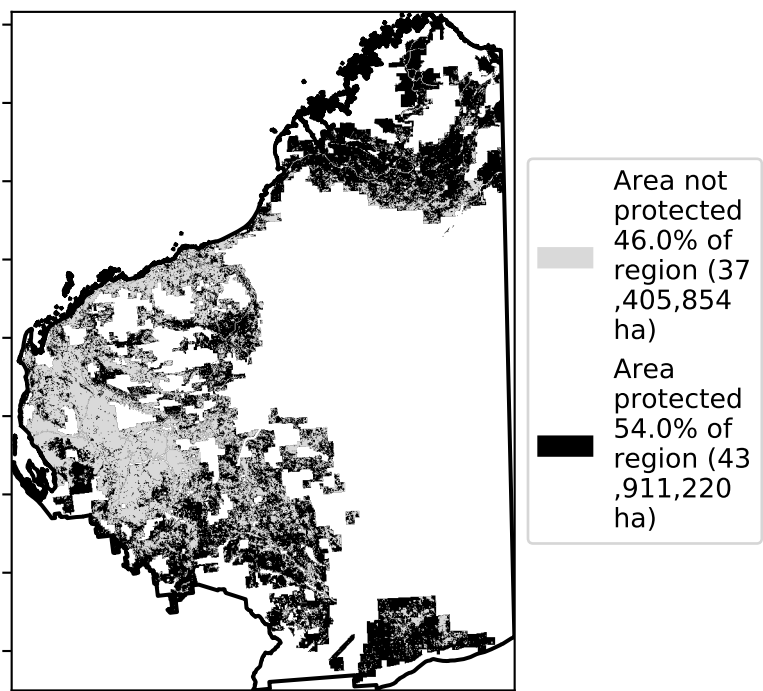 Area not
protected
46.0% of
region (37
,405,854
ha)
Area
protected
54.0% of
region (43
,911,220
ha)